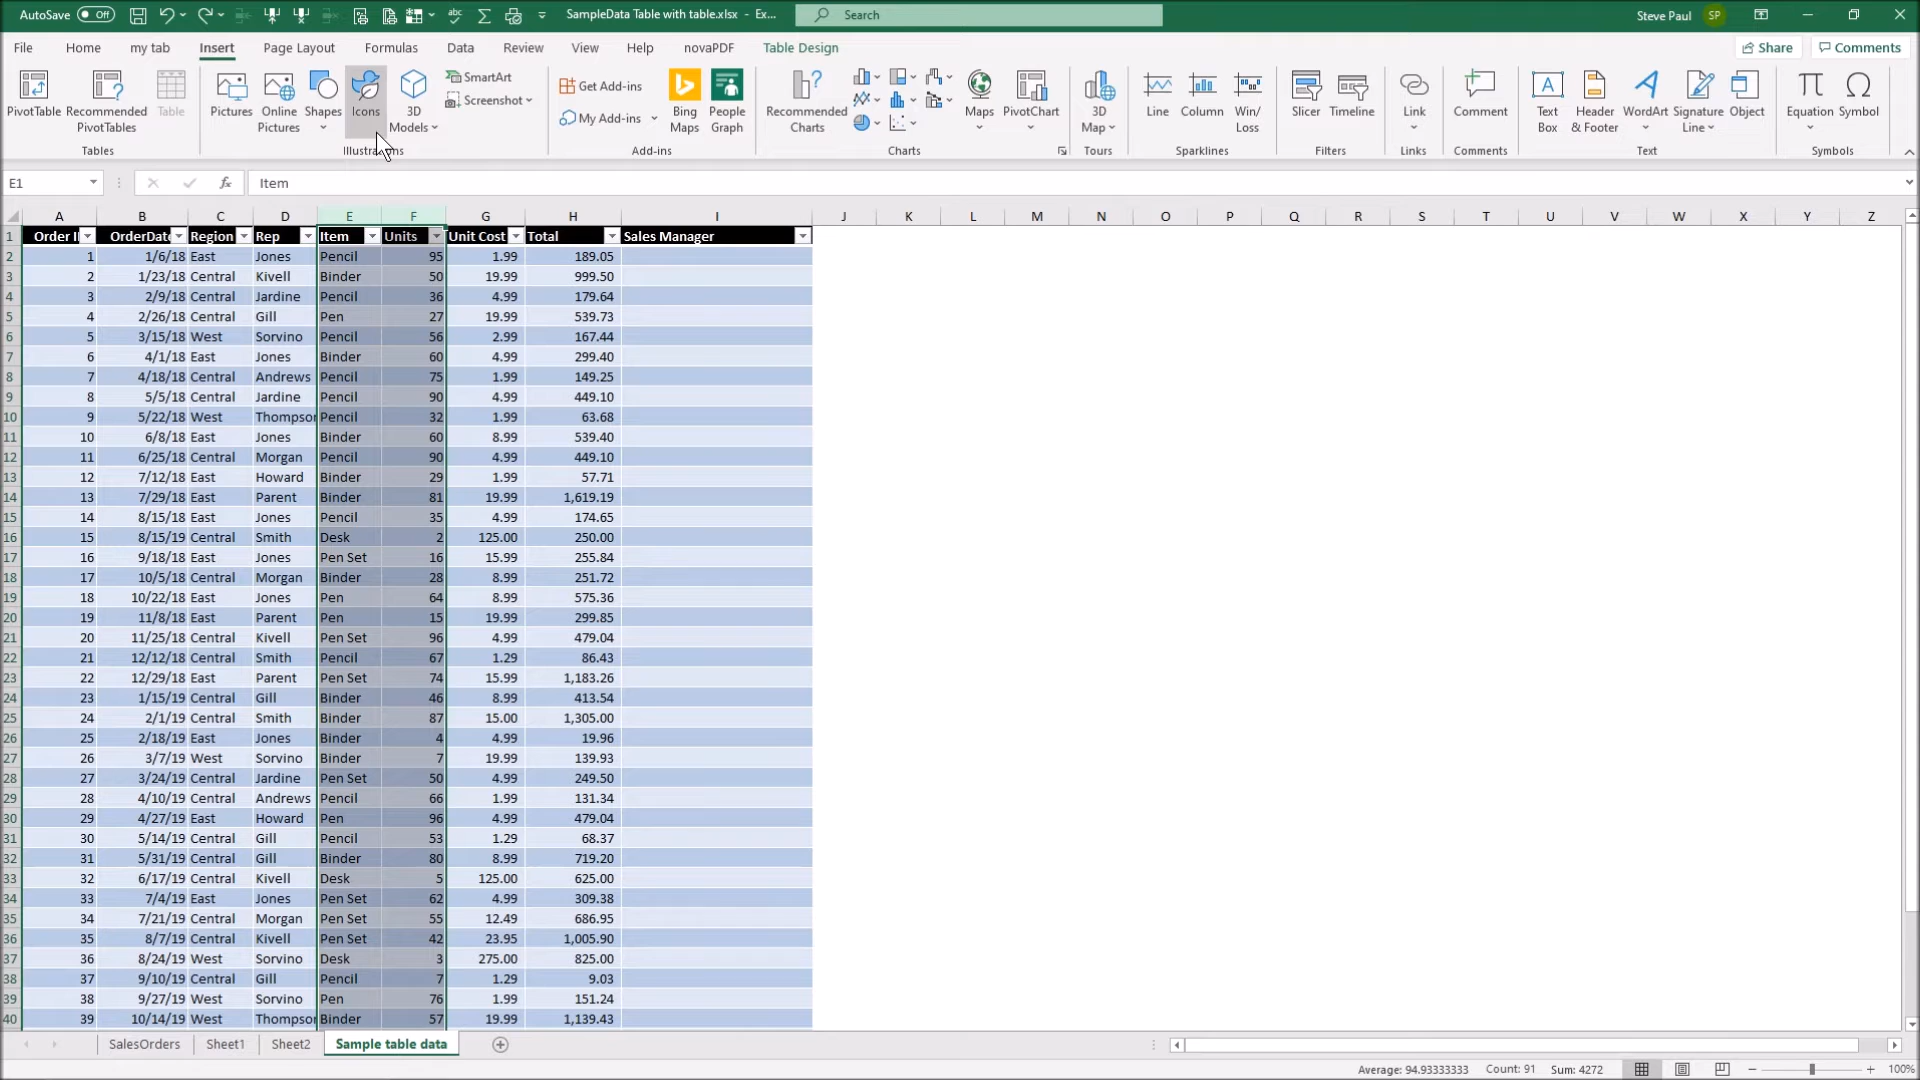 AutoSave Off SampleData Table with table.xlsx - Ex... Search Steve Paul SP
File Home my tab Insert Page Layout Formulas Data Review View Help novaPDF Table Design Share Comments
PivotTable Recommended PivotTables Table Pictures Online Pictures Shapes Icons 3D Models SmartArt Screenshot Get Add-ins My Add-ins Bing Maps People Graph Recommended Charts Maps PivotChart 3D Map Line Column Win/Loss Slicer Timeline Link Comment Text Box Header & Footer WordArt Signature Line Object Equation Symbol
Tables Add-ins Charts Tours Sparklines Filters Links Comments Text Symbols
E1 fx Item
A B C D E F G H I J K L M N O P Q R S T U V W X Y Z
1 Order I OrderDat Region Rep Item Units Unit Cost Total Sales Manager
2 1 1/6/18 East Jones Pencil 95 1.99 189.05
3 2 1/23/18 Central Kivell Binder 50 19.99 999.50
4 3 2/9/18 Central Jardine Pencil 36 4.99 179.64
5 4 2/26/18 Central Gill Pen 27 19.99 539.73
6 5 3/15/18 West Sorvino Pencil 56 2.99 167.44
7 6 4/1/18 East Jones Binder 60 4.99 299.40
8 7 4/18/18 Central Andrews Pencil 75 1.99 149.25
9 8 5/5/18 Central Jardine Pencil 90 4.99 449.10
10 9 5/22/18 West Thompson Pencil 32 1.99 63.68
11 10 6/8/18 East Jones Binder 60 8.99 539.40
12 11 6/25/18 Central Morgan Pencil 90 4.99 449.10
13 12 7/12/18 East Howard Binder 29 1.99 57.71
14 13 7/29/18 East Parent Binder 81 19.99 1,619.19
15 14 8/15/18 East Jones Pencil 35 4.99 174.65
16 15 8/15/19 Central Smith Desk 2 125.00 250.00
17 16 9/18/18 East Jones Pen Set 16 15.99 255.84
18 17 10/5/18 Central Morgan Binder 28 8.99 251.72
19 18 10/22/18 East Jones Pen 64 8.99 575.36
20 19 11/8/18 East Parent Pen 15 19.99 299.85
21 20 11/25/18 Central Kivell Pen Set 96 4.99 479.04
22 21 12/12/18 Central Smith Pencil 67 1.29 86.43
23 22 12/29/18 East Parent Pen Set 74 15.99 1,183.26
24 23 1/15/19 Central Gill Binder 46 8.99 413.54
25 24 2/1/19 Central Smith Binder 87 15.00 1,305.00
26 25 2/18/19 East Jones Binder 4 4.99 19.96
27 26 3/7/19 West Sorvino Binder 7 19.99 139.93
28 27 3/24/19 Central Jardine Pen Set 50 4.99 249.50
29 28 4/10/19 Central Andrews Pencil 66 1.99 131.34
30 29 4/27/19 East Howard Pen 96 4.99 479.04
31 30 5/14/19 Central Gill Pencil 53 1.29 68.37
32 31 5/31/19 Central Gill Binder 80 8.99 719.20
33 32 6/17/19 Central Kivell Desk 5 125.00 625.00
34 33 7/4/19 East Jones Pen Set 62 4.99 309.38
35 34 7/21/19 Central Morgan Pen Set 55 12.49 686.95
36 35 8/7/19 Central Kivell Pen Set 42 23.95 1,005.90
37 36 8/24/19 West Sorvino Desk 3 275.00 825.00
38 37 9/10/19 Central Gill Pencil 7 1.29 9.03
39 38 9/27/19 West Sorvino Pen 76 1.99 151.24
40 39 10/14/19 West Thompson Binder 57 19.99 1,139.43
SalesOrders Sheet1 Sheet2 Sample table data
Average: 94.93333333 Count: 91 Sum: 4272 100%